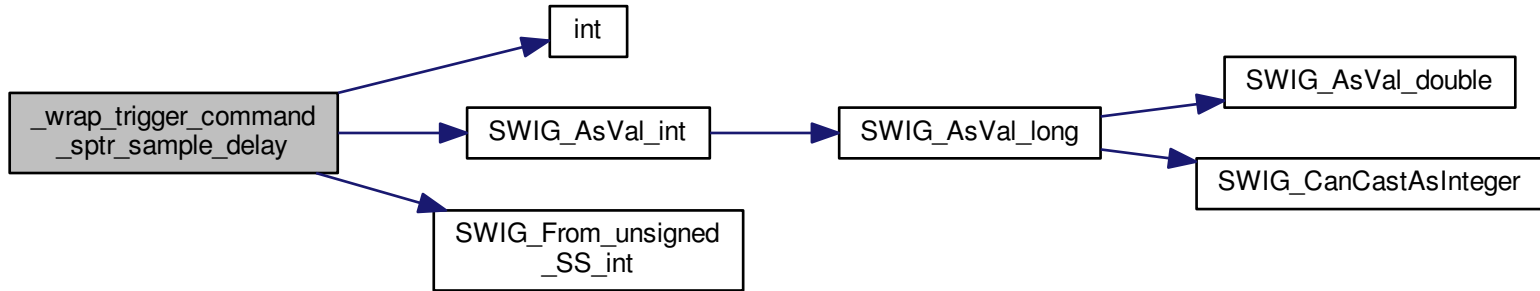 _wrap_trigger_command
_sptr_sample_delay
int
SWIG_AsVal_int
SWIG_From_unsigned
_SS_int
SWIG_AsVal_long
SWIG_AsVal_double
SWIG_CanCastAsInteger